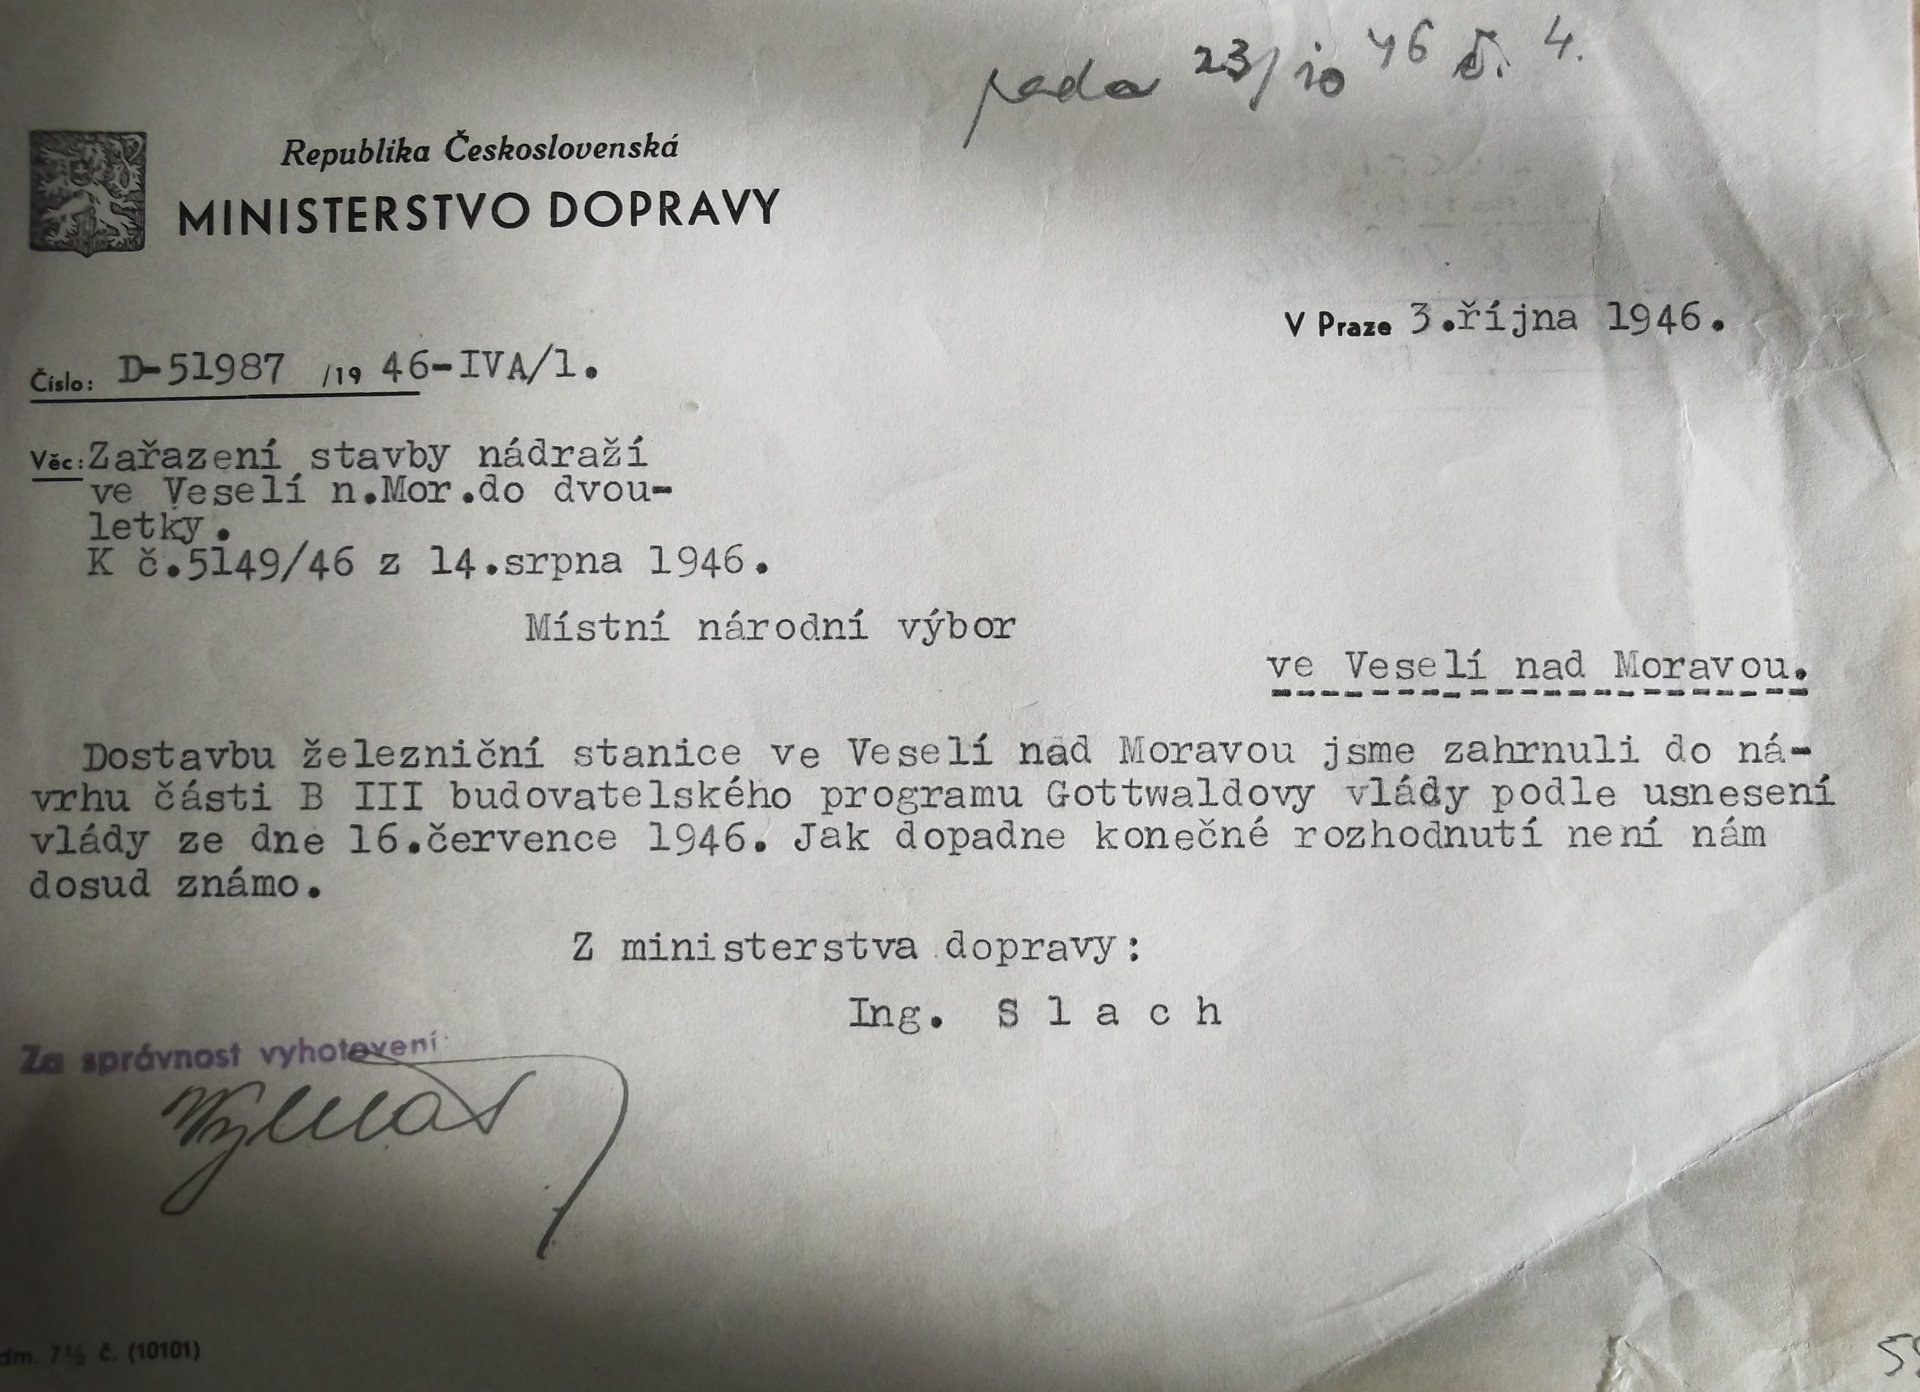 rada 23/10 46 č. 4.
Republika Československá
MINISTERSTVO DOPRAVY
V Praze 3.října 1946.
Číslo: D-51987 /19 46-IVA/1.
Věc: Zařazení stavby nádraží
ve Veselí n.Mor.do dvou-
letky.
K č.5149/46 z 14.srpna 1946.
Místní národní výbor
ve Veselí nad Moravou.
Dostavbu železniční stanice ve Veselí nad Moravou jsme zahrnuli do ná-
vrhu části B III budovatelského programu Gottwaldovy vlády podle usnesení
vlády ze dne 16.července 1946. Jak dopadne konečné rozhodnutí není nám
dosud známo.
Z ministerstva dopravy:
Ing. S l a c h
Za správnost vyhotovení:
č. (10101)